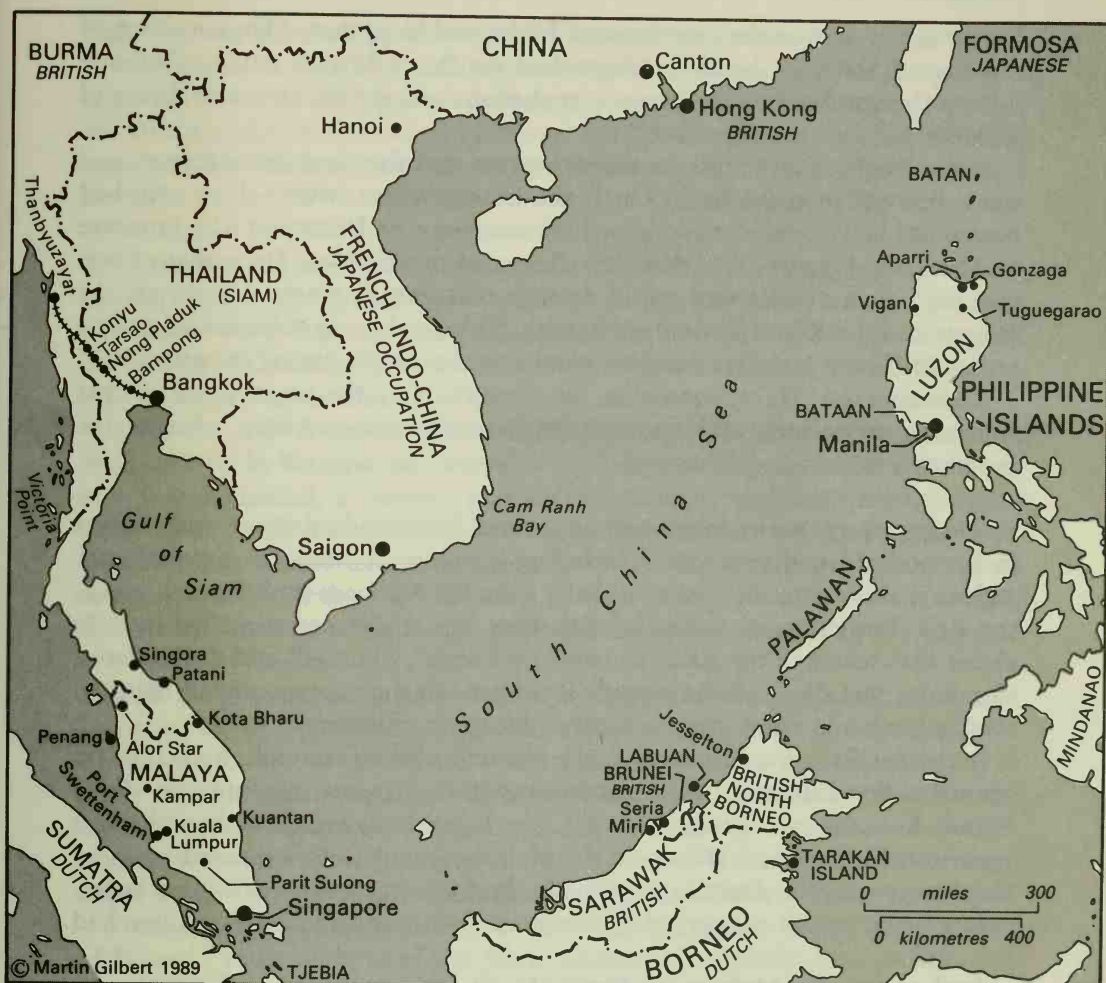 BURMA
BRITISH
CHINA
FORMOSA
JAPANESE
Canton
Hong Kong
BRITISH
Hanoi
BATAN
Thanbyuzayat
THAILAND
(SIAM)
FRENCH INDO-CHINA
JAPANESE OCCUPATION
Aparri
Gonzaga
Vigan
Tuguegarao
Konyu
Tarsao
Nong Pladuk
Bampong
Bangkok
LUZON
PHILIPPINE
ISLANDS
BATAAN
Manila
Victoria
Point
Gulf
of
Siam
Saigon
Cam Ranh
Bay
South China Sea
PALAWAN
MINDANAO
Singora
Patani
Kota Bharu
Alor Star
Penang
MALAYA
Kampar
Port
Swettenham
Kuala
Lumpur
Kuantan
Parit Sulong
Singapore
SUMATRA
DUTCH
Jesselton
LABUAN
BRUNEI
BRITISH
Seria
Miri
BRITISH
NORTH
BORNEO
SARAWAK
BRITISH
BORNEO
DUTCH
TARAKAN
ISLAND
0 miles 300
0 kilometres 400
© Martin Gilbert 1989
TJEBIA